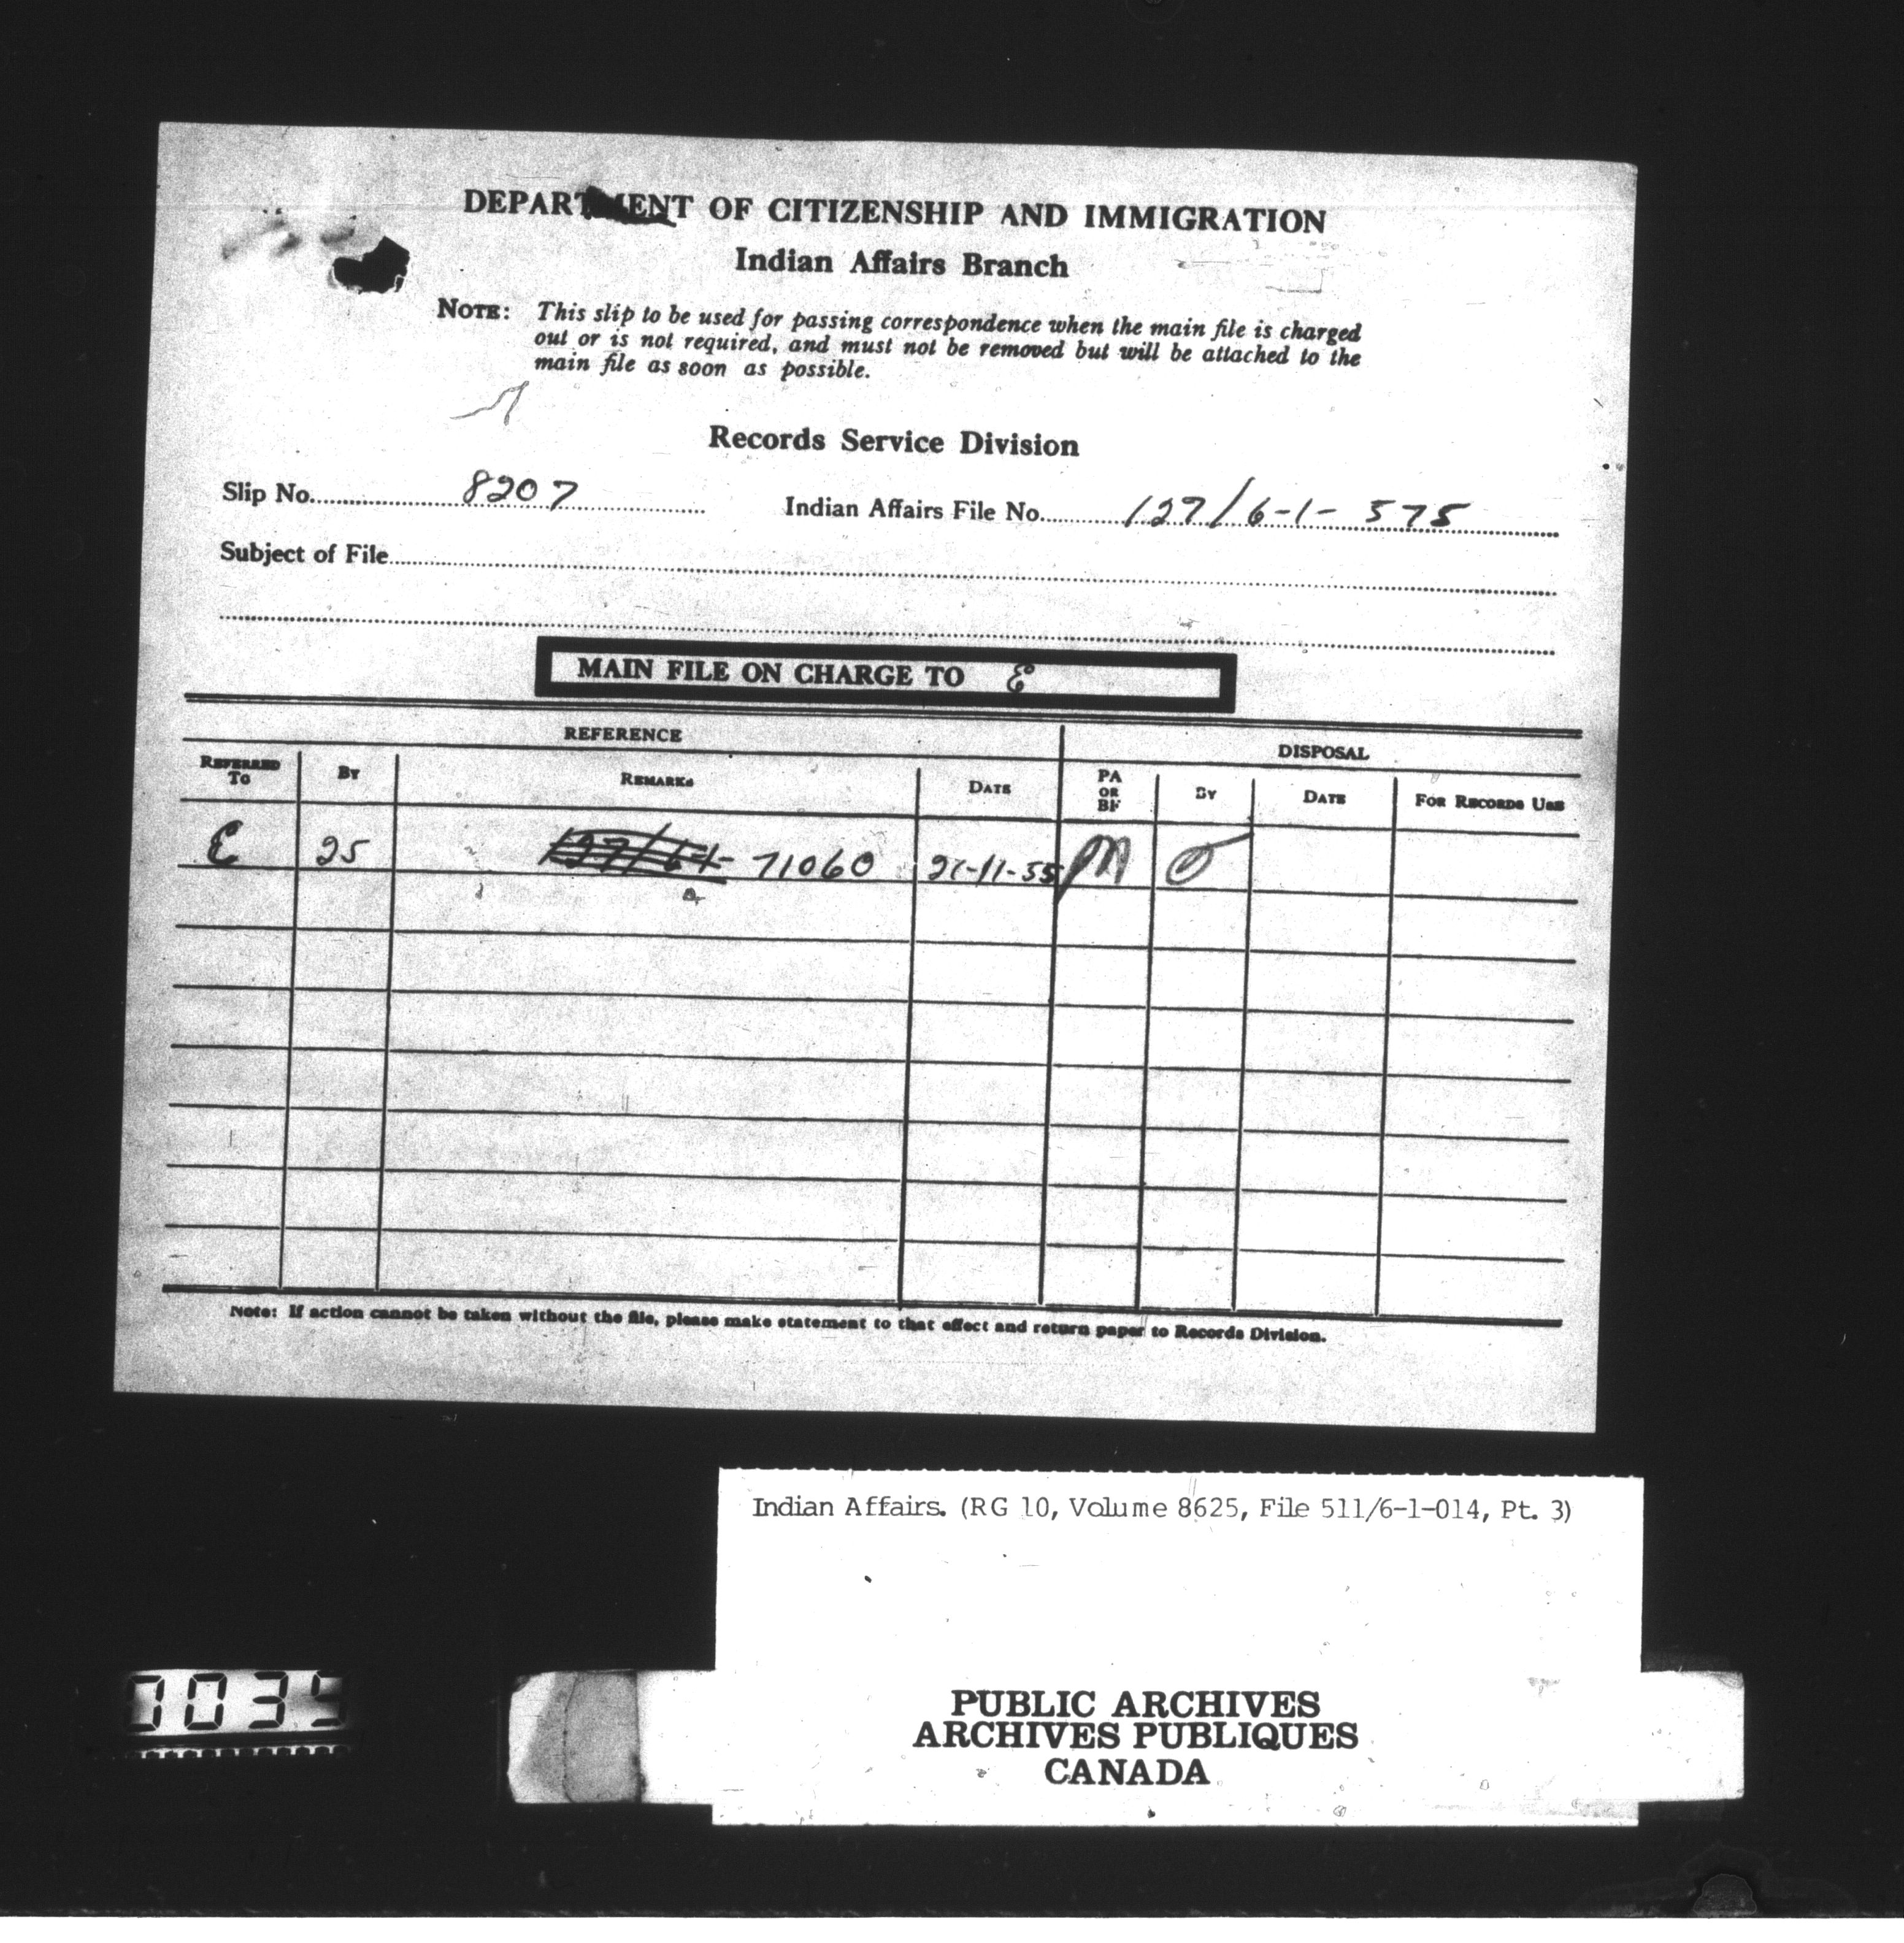 DEPARTMENT OF CITIZENSHIP AND IMMIGRATION
Indian Affairs Branch
NOTE: This slip to be used for passing correspondence when the main file is charged
out or is not required, and must not be removed but will be attached to the
main file as soon as possible.
Records Service Division
Slip No. 8207 Indian Affairs File No. 127/6-1-575
Subject of File
MAIN FILE ON CHARGE TO E
REFERENCE DISPOSAL
REFERRED TO BY REMARKS DATE PA OR BF BY DATE FOR RECORDS USE
E 25 71060 -11-55
Note: If action cannot be taken without the file, please make statement to that effect and return paper to Records Division.
Indian Affairs. (RG 10, Volume 8625, File 511/6-1-014, Pt. 3)
PUBLIC ARCHIVES
ARCHIVES PUBLIQUES
CANADA